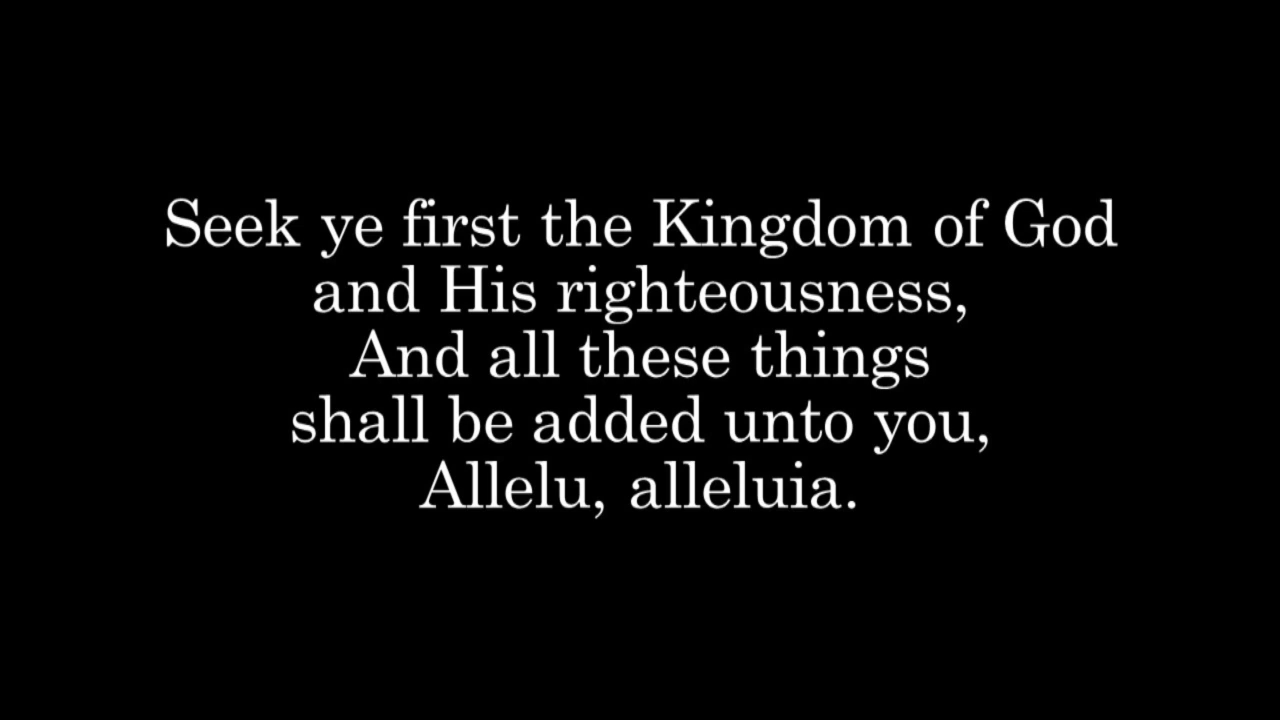 Seek ye first the Kingdom of God
and His righteousness,
And all these things
shall be added unto you,
Allelu, alleluia.